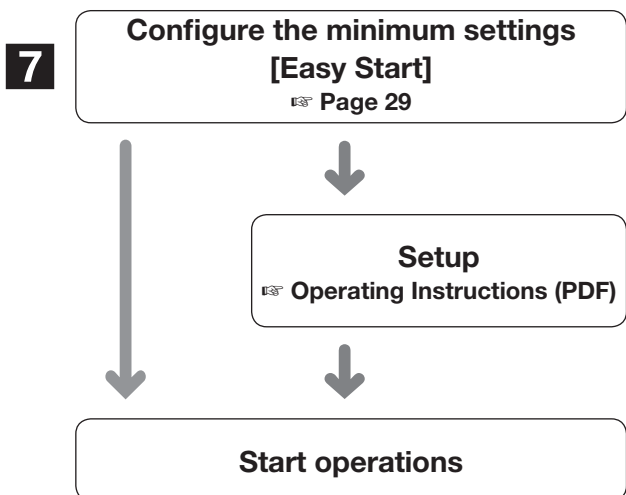 7
Configure the minimum settings
[Easy Start]
☞ Page 29
Setup
☞ Operating Instructions (PDF)
Start operations